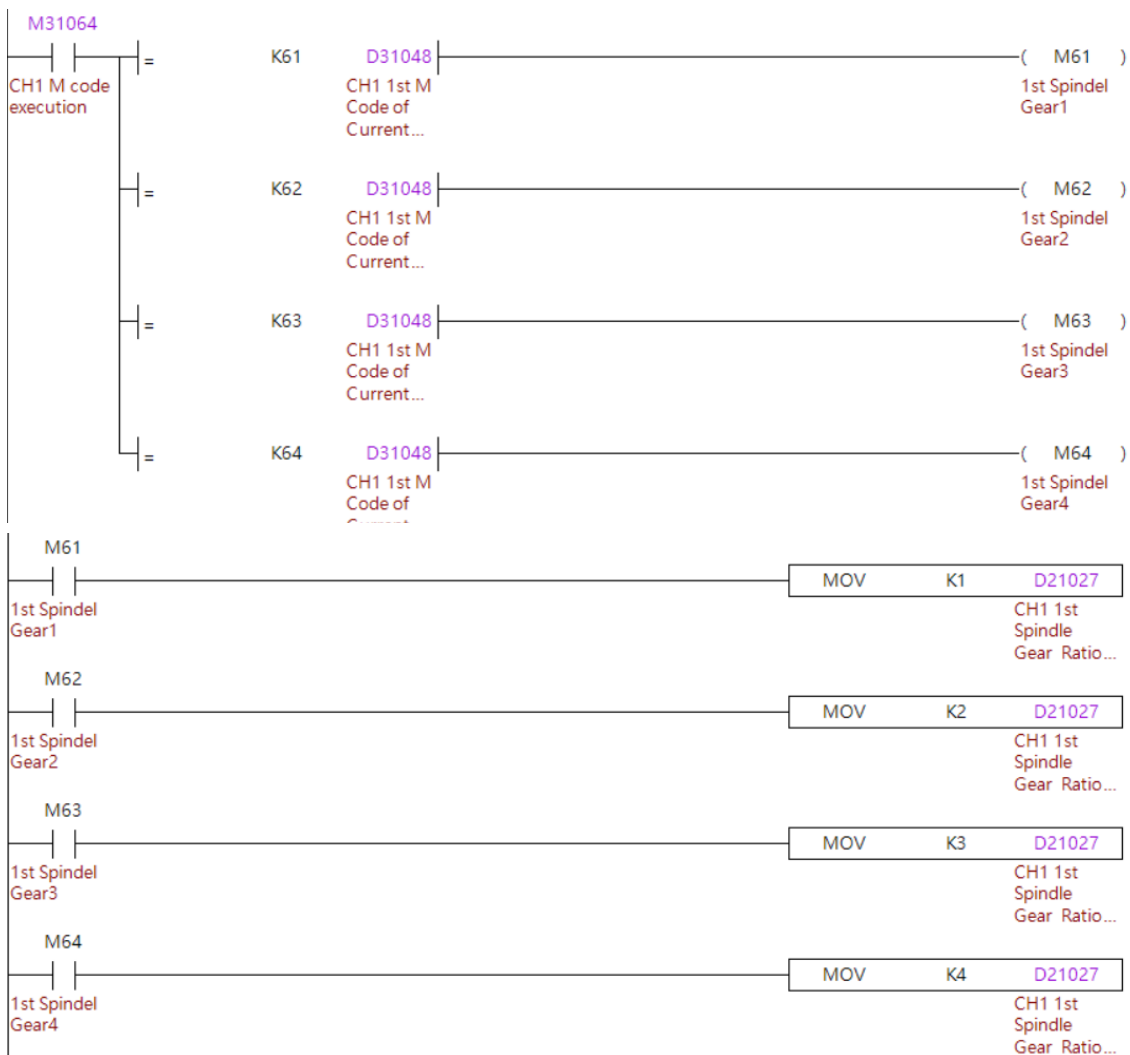 M31064
= K61 D31048 ( M61 )
CH1 M code
execution
CH1 1st M
Code of
Current...
1st Spindel
Gear1
= K62 D31048 ( M62 )
CH1 1st M
Code of
Current...
1st Spindel
Gear2
= K63 D31048 ( M63 )
CH1 1st M
Code of
Current...
1st Spindel
Gear3
= K64 D31048 ( M64 )
CH1 1st M
Code of
1st Spindel
Gear4
M61
MOV K1 D21027
1st Spindel
Gear1
CH1 1st
Spindle
Gear Ratio...
M62
MOV K2 D21027
1st Spindel
Gear2
CH1 1st
Spindle
Gear Ratio...
M63
MOV K3 D21027
1st Spindel
Gear3
CH1 1st
Spindle
Gear Ratio...
M64
MOV K4 D21027
1st Spindel
Gear4
CH1 1st
Spindle
Gear Ratio...